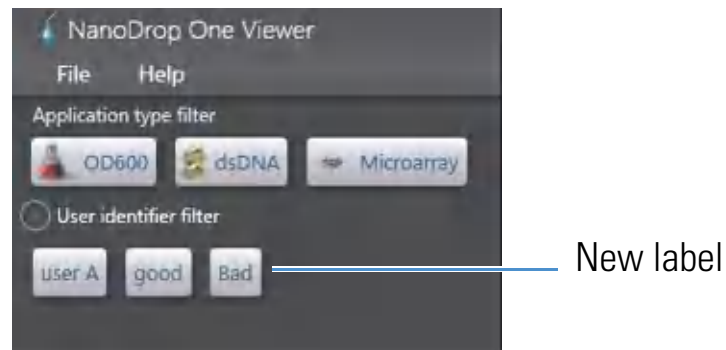 NanoDrop One Viewer
File Help
Application type filter
OD600 dsDNA Microarray
User identifier filter
user A good Bad
New label